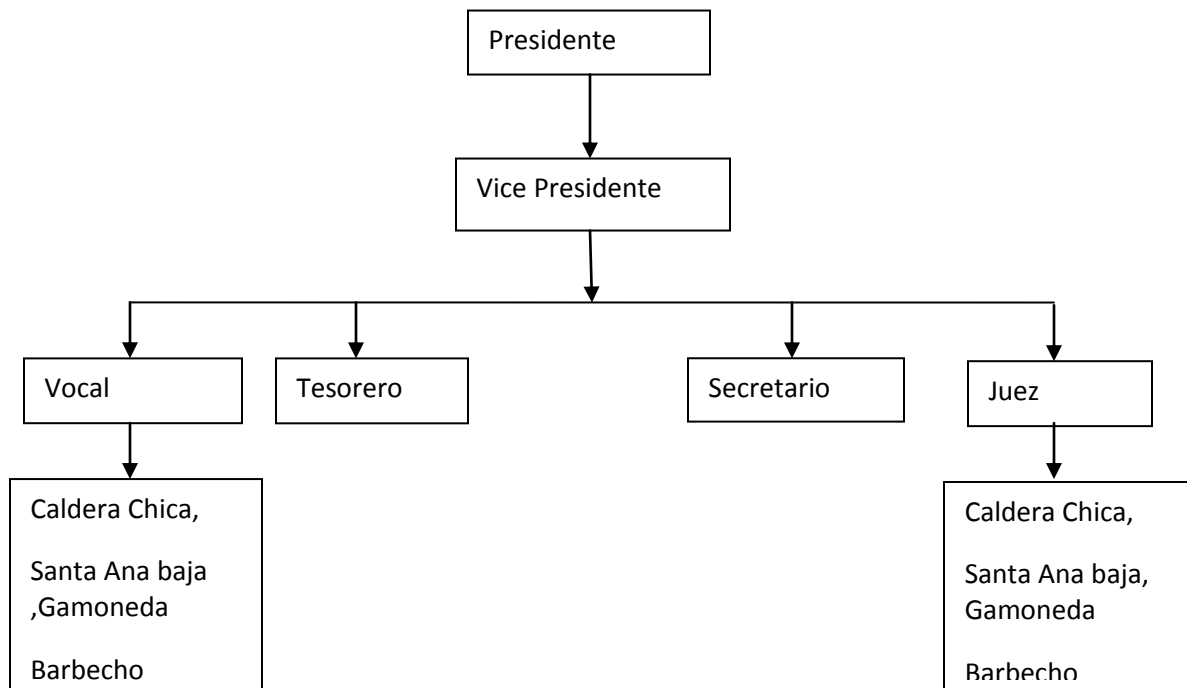 Presidente
Vice Presidente
Vocal
Tesorero
Secretario
Juez
Caldera Chica,
Santa Ana baja
,Gamoneda
Barbecho
Caldera Chica,
Santa Ana baja,
Gamoneda
Barbecho